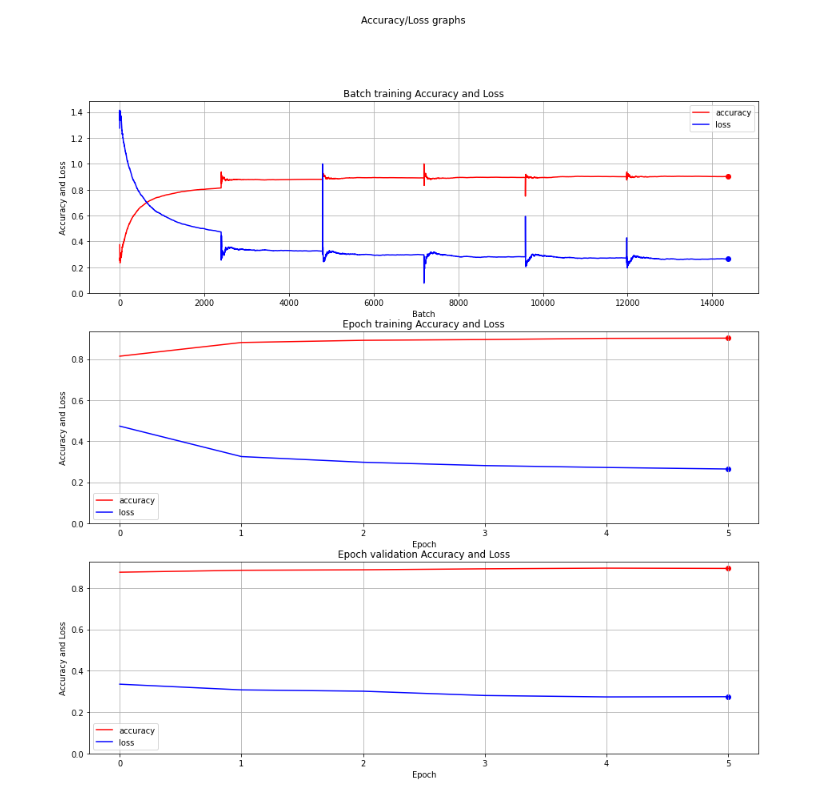 Accuracy/Loss graphs
Batch training Accuracy and Loss
Accuracy and Loss
1.4
1.2
1.0
0.8
0.6
0.4
0.2
0.0
accuracy
loss
0 2000 4000 6000 8000 10000 12000 14000
Batch
Epoch training Accuracy and Loss
Accuracy and Loss
0.8
0.6
0.4
0.2
0.0
accuracy
loss
0 1 2 3 4 5
Epoch
Epoch validation Accuracy and Loss
Accuracy and Loss
0.8
0.6
0.4
0.2
0.0
accuracy
loss
0 1 2 3 4 5
Epoch